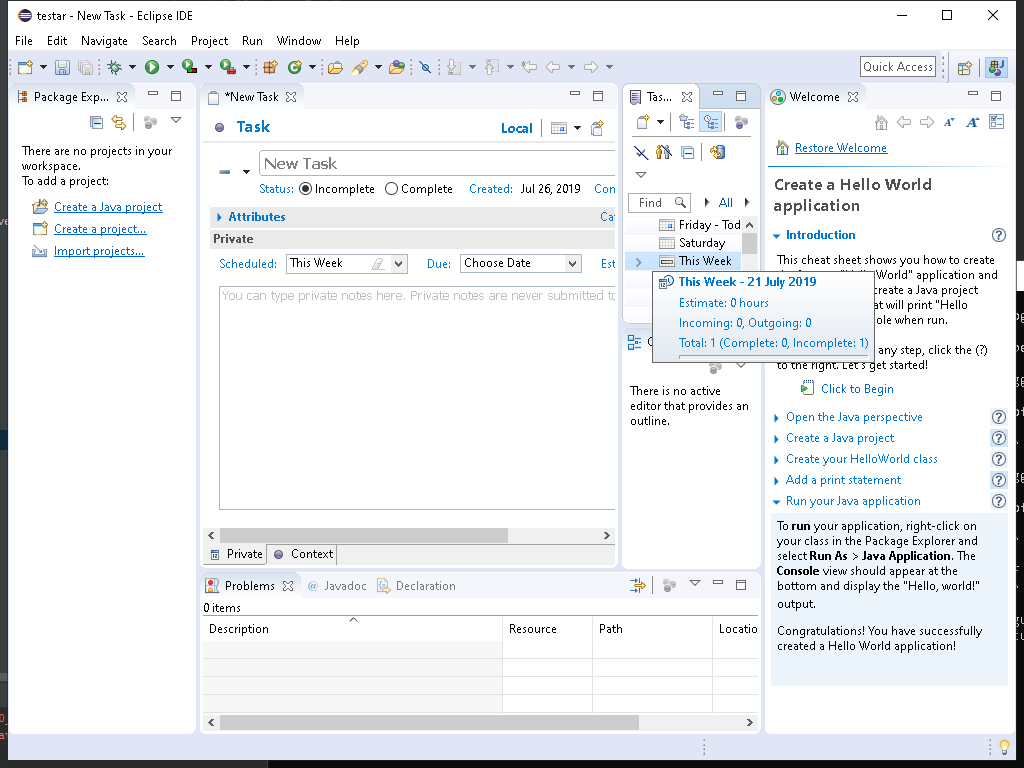 testar - New Task - Eclipse IDE
File Edit Navigate Search Project Run Window Help
Quick Access
Package Exp...
There are no projects in your
workspace.
To add a project:
Create a Java project
Create a project...
Import projects...
*New Task
Task
Local
New Task
Status: Incomplete Complete Created: Jul 26, 2019 Con
Attributes Ca
Private
Scheduled: This Week Due: Choose Date Est
You can type private notes here. Private notes are never submitted to
Private Context
Problems @ Javadoc Declaration
0 items
Description Resource Path Locatio
Tas...
Find All
Friday - Tod
Saturday
This Week
This Week - 21 July 2019
Estimate: 0 hours
Incoming: 0, Outgoing: 0
Total: 1 (Complete: 0, Incomplete: 1)
There is no active
editor that provides an
outline.
Welcome
Restore Welcome
Create a Hello World
application
Introduction
This cheat sheet shows you how to create
World" application and
create a Java project
at will print "Hello
ole when run.
any step, click the (?)
to the right. Let's get started!
Click to Begin
Open the Java perspective
Create a Java project
Create your HelloWorld class
Add a print statement
Run your Java application
To run your application, right-click on
your class in the Package Explorer and
select Run As > Java Application. The
Console view should appear at the
bottom and display the "Hello, world!"
output.
Congratulations! You have successfully
created a Hello World application!